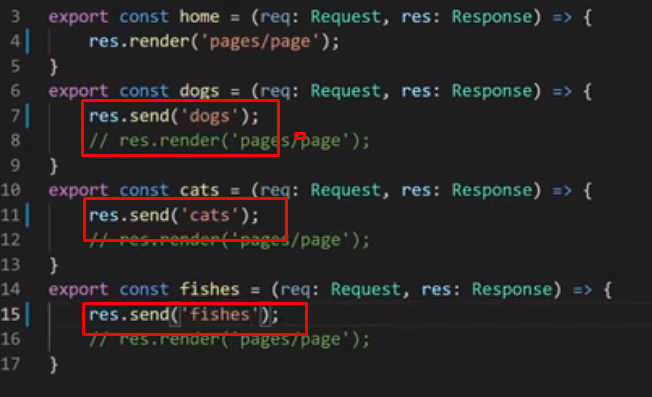 3 export const home = (req: Request, res: Response) => {
4 res.render('pages/page');
5 }
6 export const dogs = (req: Request, res: Response) => {
7 res.send('dogs');
8 // res.render('pages/page');
9 }
10 export const cats = (req: Request, res: Response) => {
11 res.send('cats');
12 // res.render('pages/page');
13 }
14 export const fishes = (req: Request, res: Response) => {
15 res.send('fishes');
16 // res.render('pages/page');
17 }